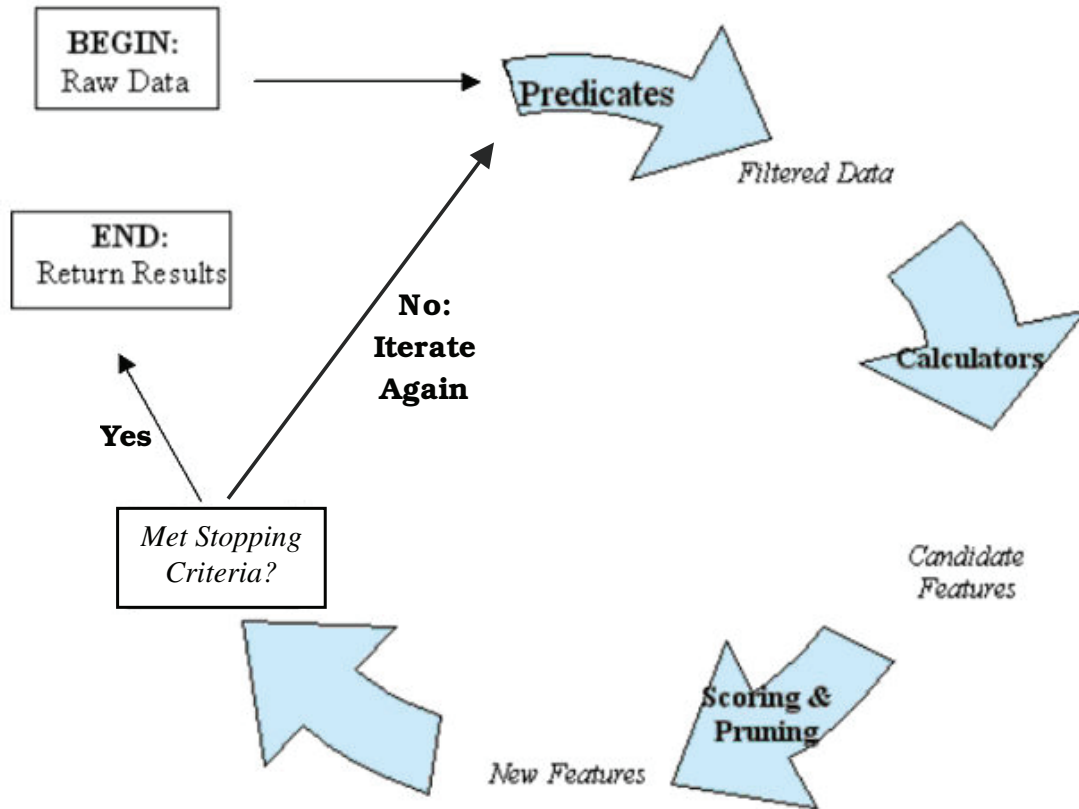 BEGIN:
Raw Data
Predicates
Filtered Data
Calculators
Candidate
Features
Scoring &
Pruning
New Features
Met Stopping
Criteria?
No:
Iterate
Again
Yes
END:
Return Results